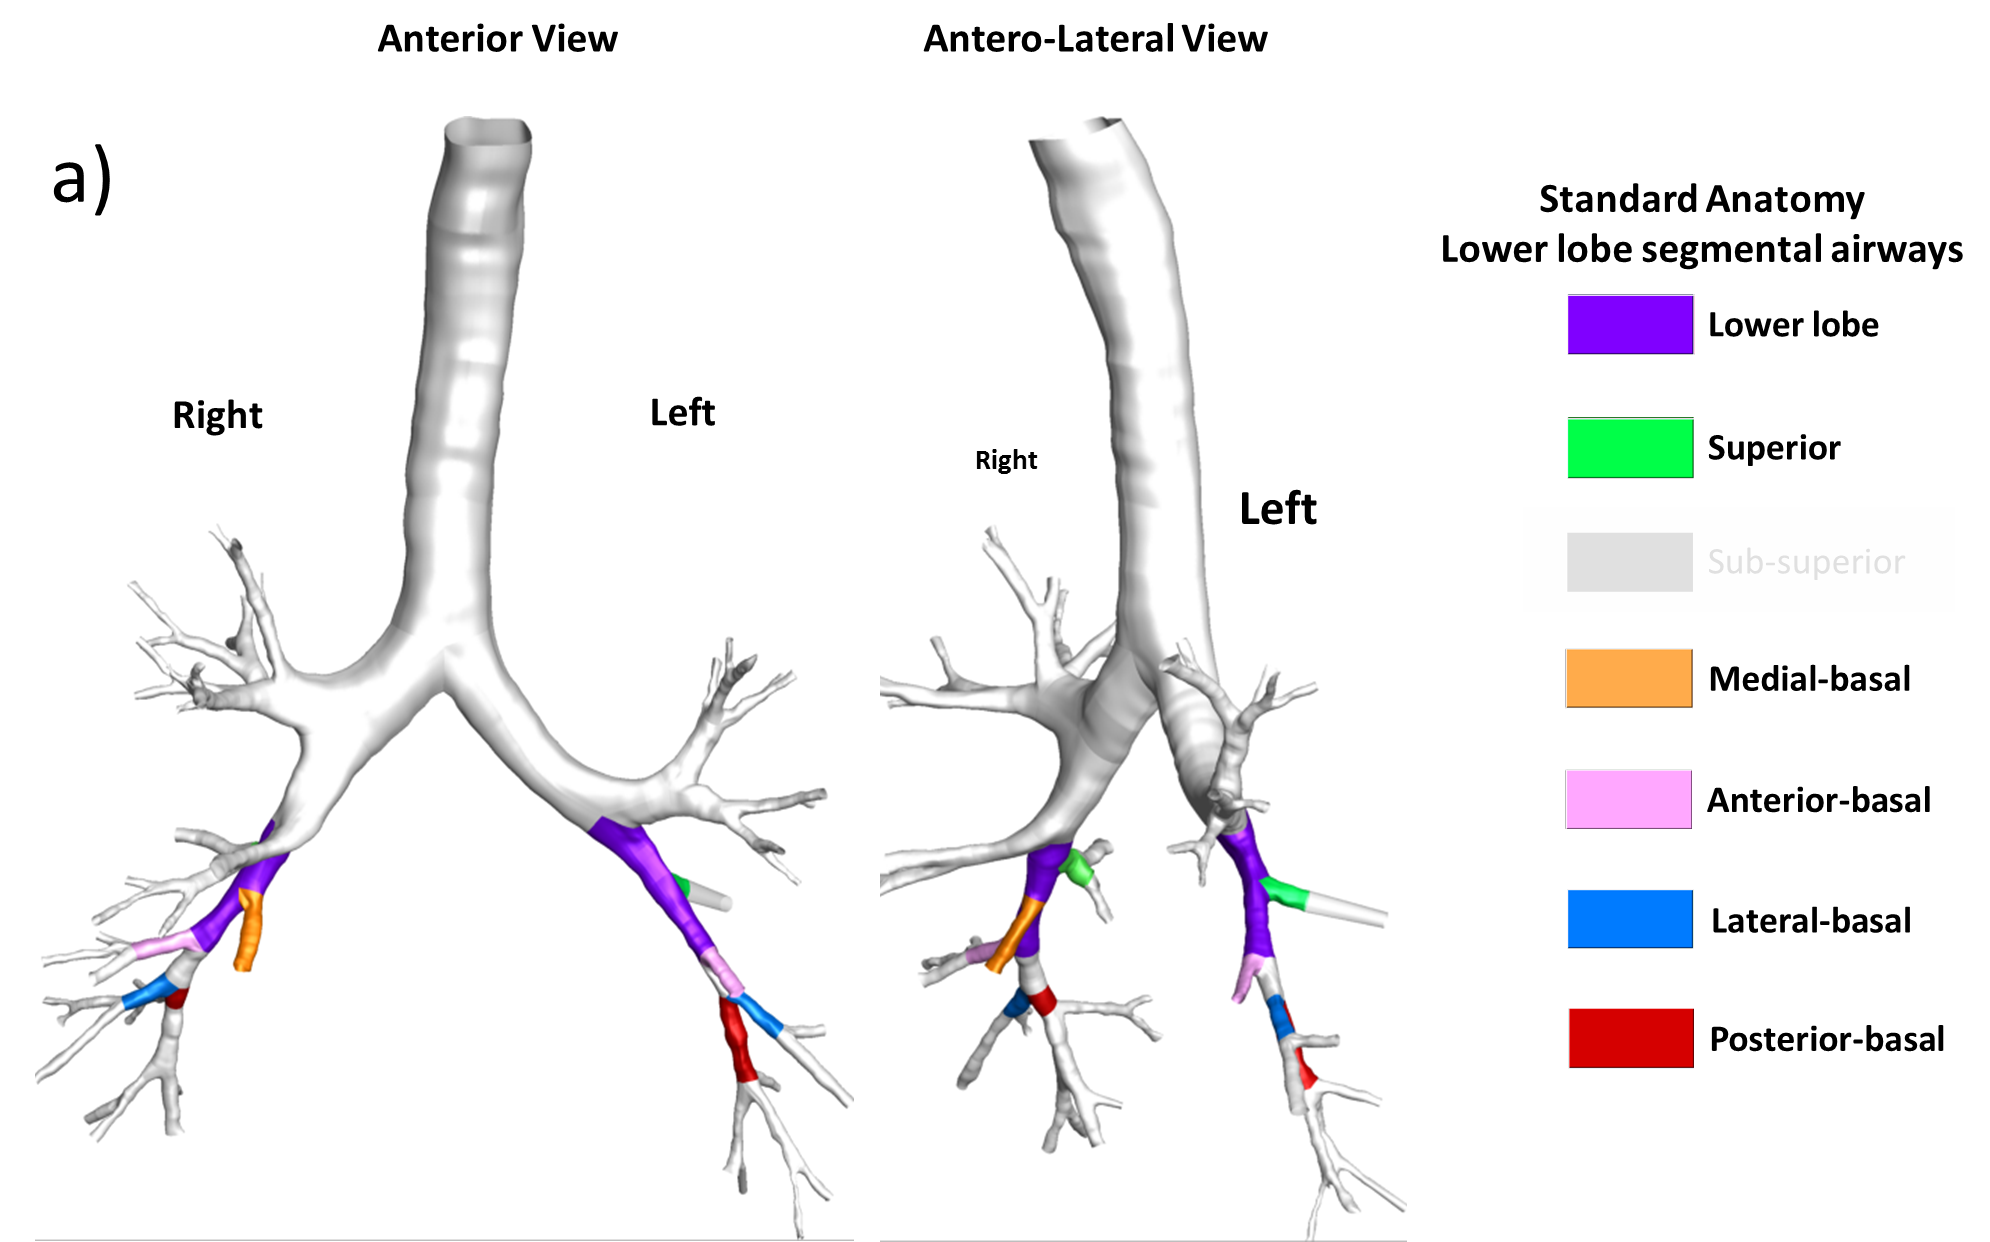 Anterior View
Antero-Lateral View
a)
Right
Left
Right
Left
Standard Anatomy
Lower lobe segmental airways
Lower lobe
Superior
Sub-superior
Medial-basal
Anterior-basal
Lateral-basal
Posterior-basal